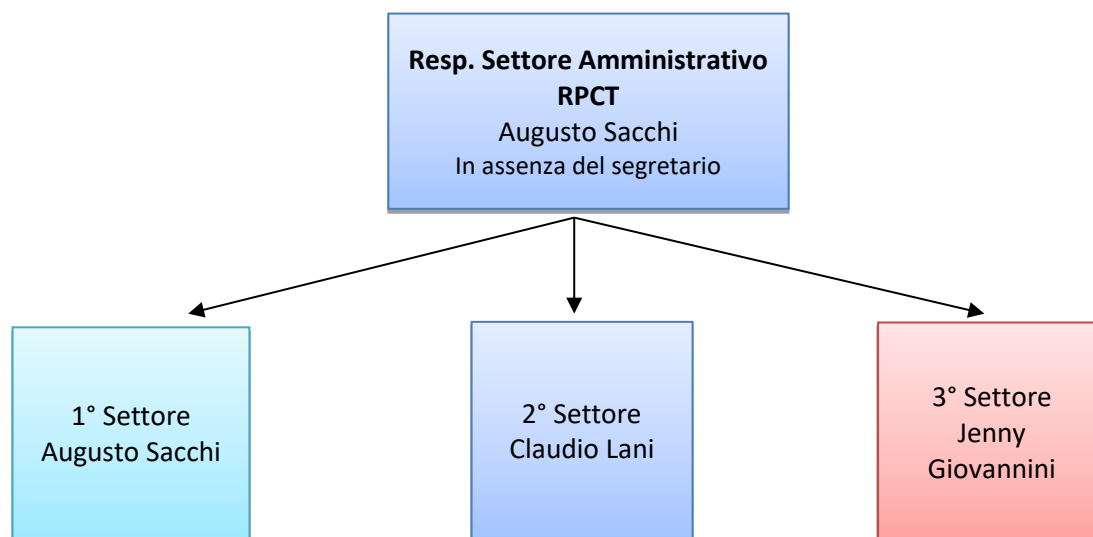 Resp. Settore Amministrativo
RPCT
Augusto Sacchi
In assenza del segretario
1° Settore
Augusto Sacchi
2° Settore
Claudio Lani
3° Settore
Jenny
Giovannini